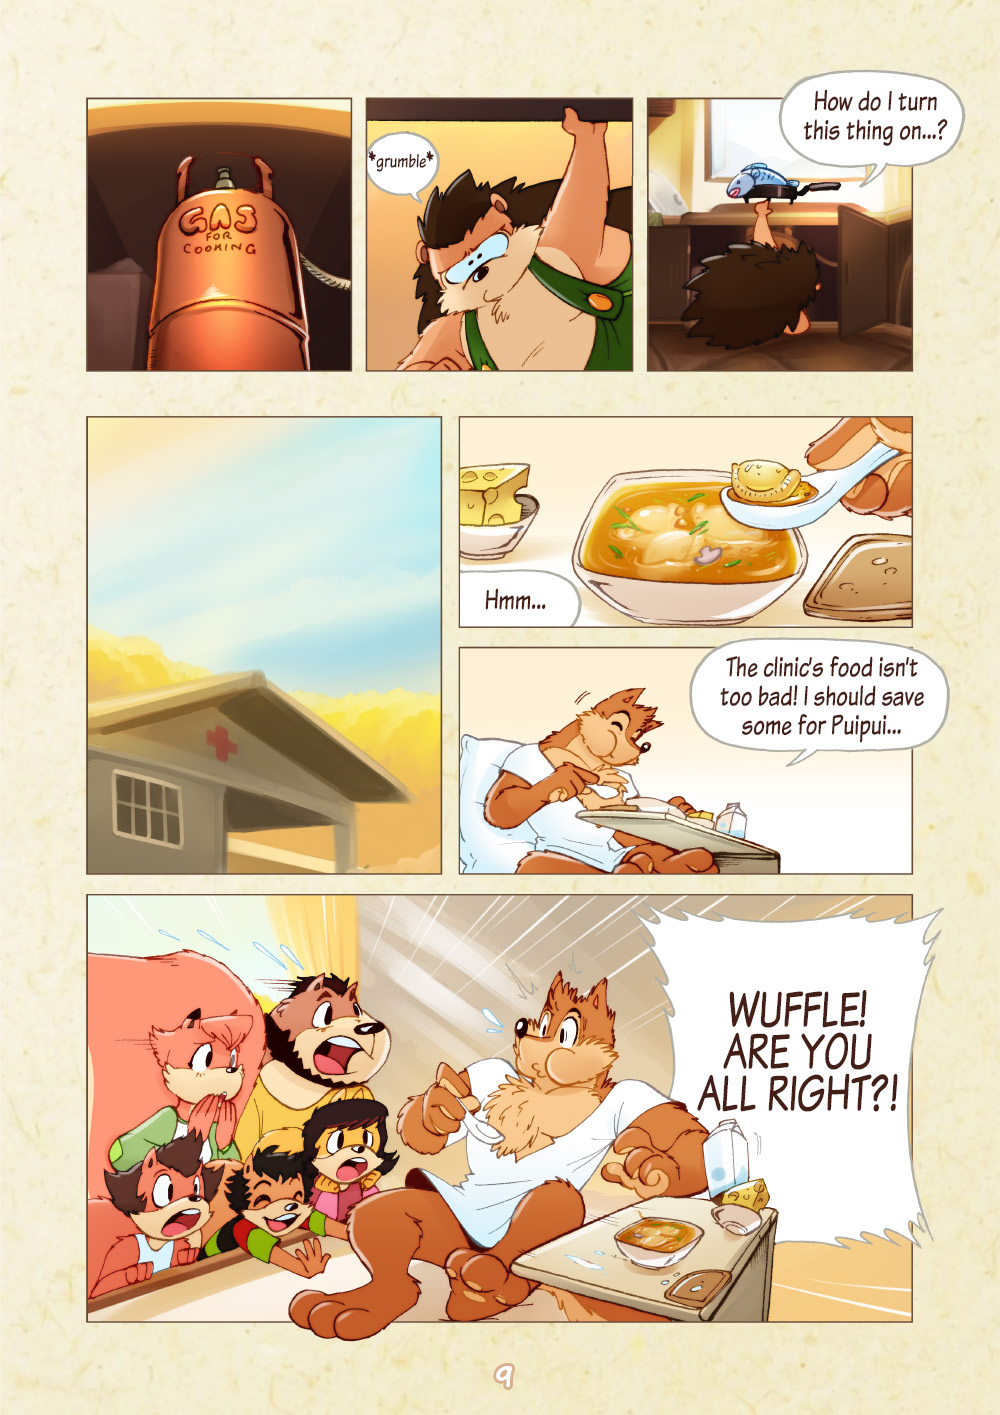 GAS
FOR
COOKING
*grumble*
How do I turn
this thing on...?
Hmm...
The clinic's food isn't
too bad! I should save
some for Puipui...
WUFFLE!
ARE YOU
ALL RIGHT?!
9